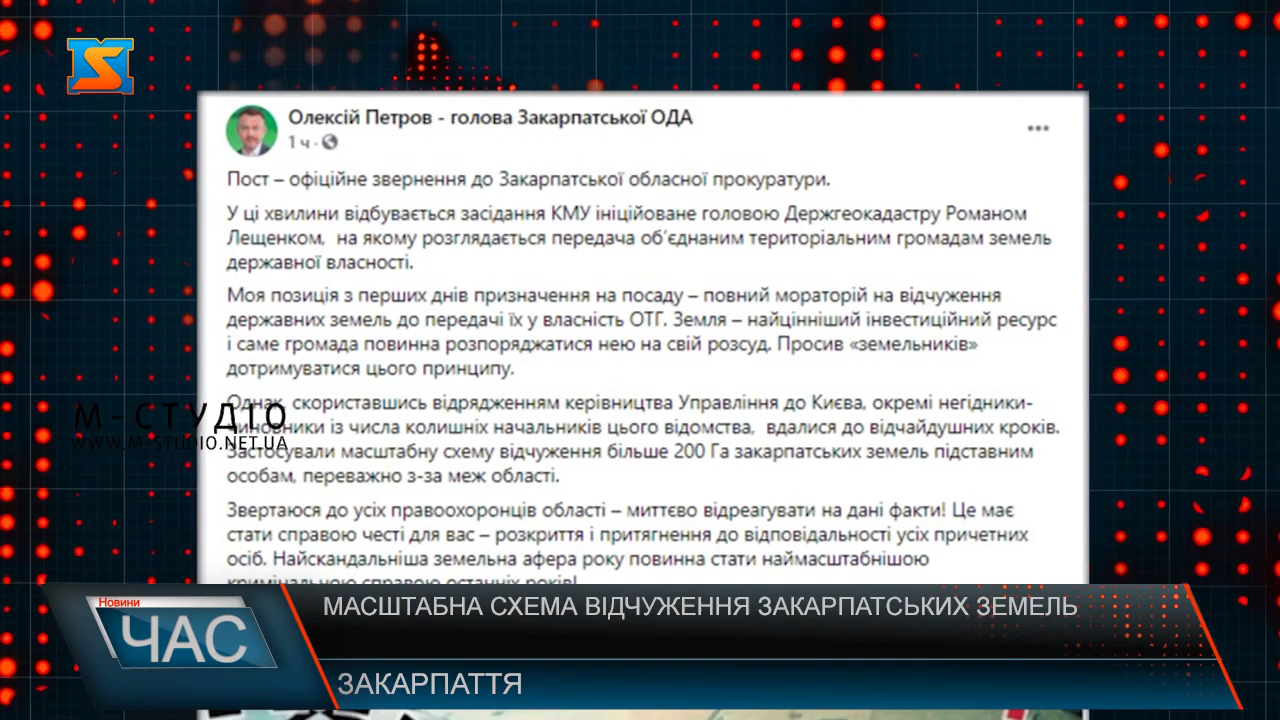 Олексій Петров - голова Закарпатської ОДА
1 ч ·
Пост – офіційне звернення до Закарпатської обласної прокуратури.
У ці хвилини відбувається засідання КМУ ініційоване головою Держгеокадастру Романом
Лещенком, на якому розглядається передача об'єднаним територіальним громадам земель
державної власності.
Моя позиція з перших днів призначення на посаду – повний мораторій на відчуження
державних земель до передачі їх у власність ОТГ. Земля – найцінніший інвестиційний ресурс
і саме громада повинна розпоряджатися нею на свій розсуд. Просив «земельників»
дотримуватися цього принципу.
Однак, скориставшись відрядженням керівництва Управління до Києва, окремі негідники-
чиновники із числа колишніх начальників цього відомства, вдалися до відчайдушних кроків.
Застосували масштабну схему відчуження більше 200 Га закарпатських земель підставним
особам, переважно з-за меж області.
Звертаюся до усіх правоохоронців області – миттєво відреагувати на дані факти! Це має
стати справою честі для вас – розкриття і притягнення до відповідальності усіх причетних
осіб. Найскандальніша земельна афера року повинна стати наймасштабнішою
кримінальною справою останніх років!
М-СТУДІО
WWW.M-STUDIO.NET.UA
Новини
ЧАС
МАСШТАБНА СХЕМА ВІДЧУЖЕННЯ ЗАКАРПАТСЬКИХ ЗЕМЕЛЬ
ЗАКАРПАТТЯ